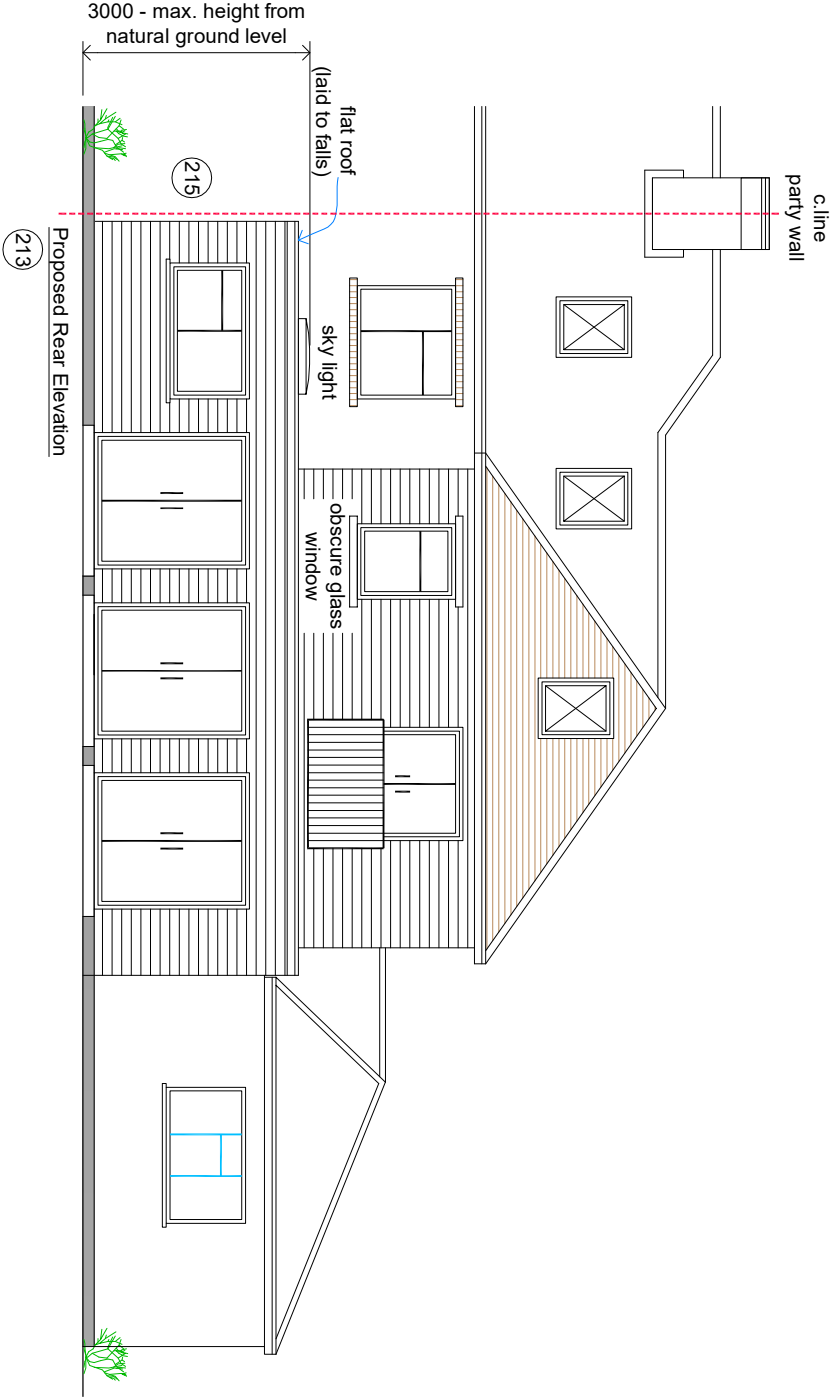 3000 - max. height from
natural ground level
flat roof
(laid to falls)
c.line
party wall
215
213
Proposed Rear Elevation
sky light
obscure glass
window